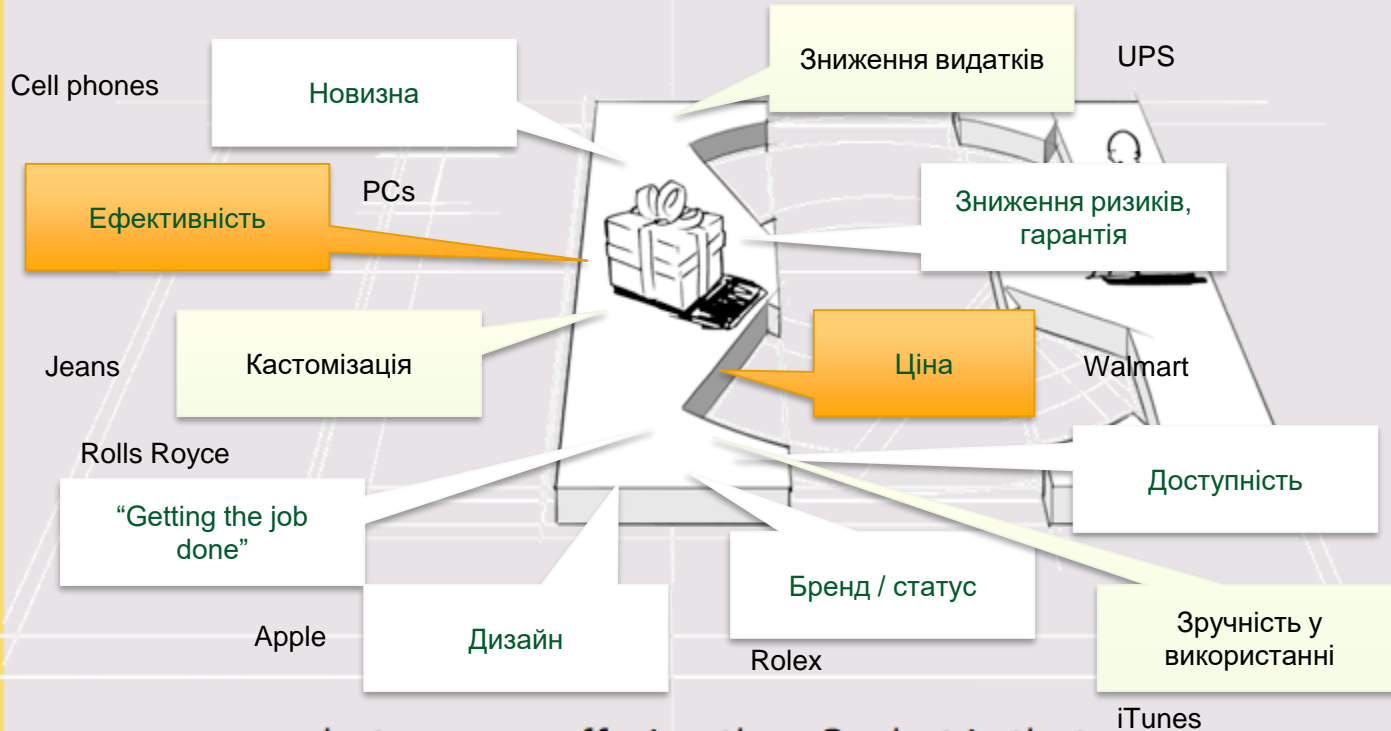 Зниження видатків
UPS
Cell phones
Новизна
PCs
Ефективність
Зниження ризиків,
гарантія
Кастомізація
Jeans
Ціна
Walmart
Rolls Royce
“Getting the job
done”
Доступність
Бренд / статус
Apple
Дизайн
Rolex
Зручність у
використанні
iTunes